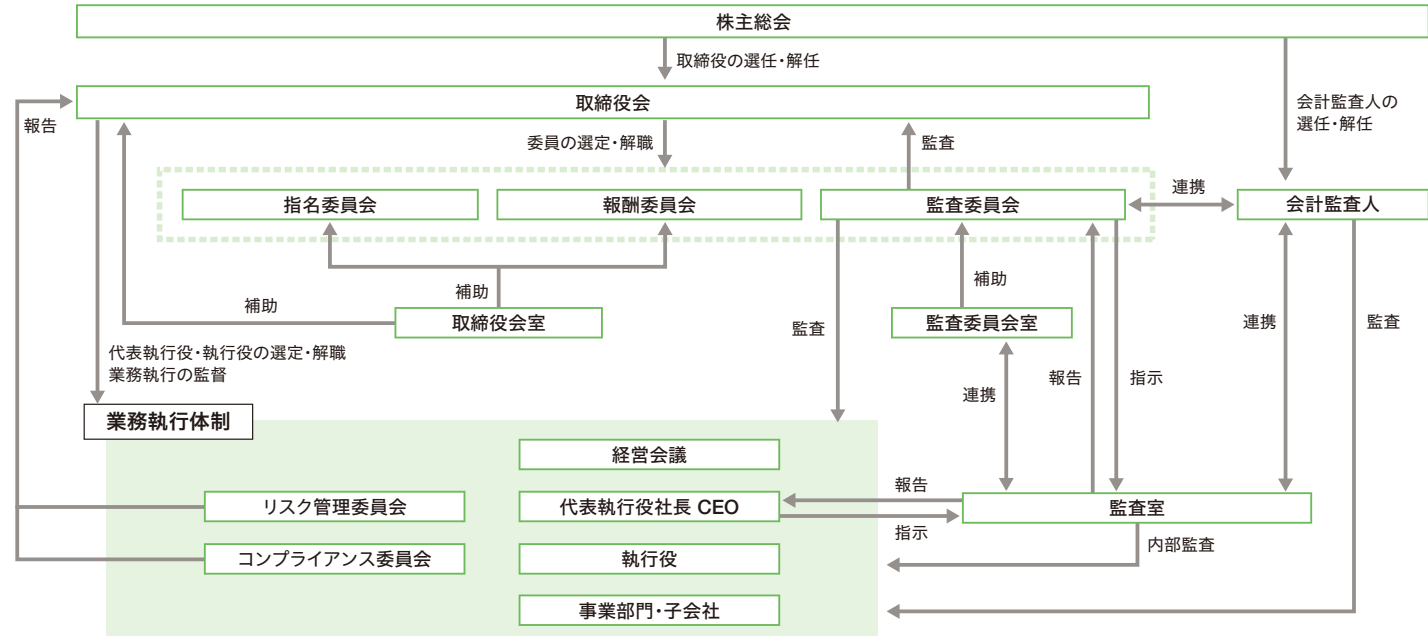 株主総会
取締役の選任・解任
取締役会
報告
会計監査人の
選任・解任
委員の選定・解職
監査
指名委員会
報酬委員会
監査委員会
連携
会計監査人
補助
補助
補助
取締役会室
監査委員会室
監査
連携
監査
代表執行役・執行役の選定・解職
業務執行の監督
連携
報告
指示
業務執行体制
経営会議
リスク管理委員会
代表執行役社長 CEO
報告
監査室
指示
内部監査
コンプライアンス委員会
執行役
事業部門・子会社